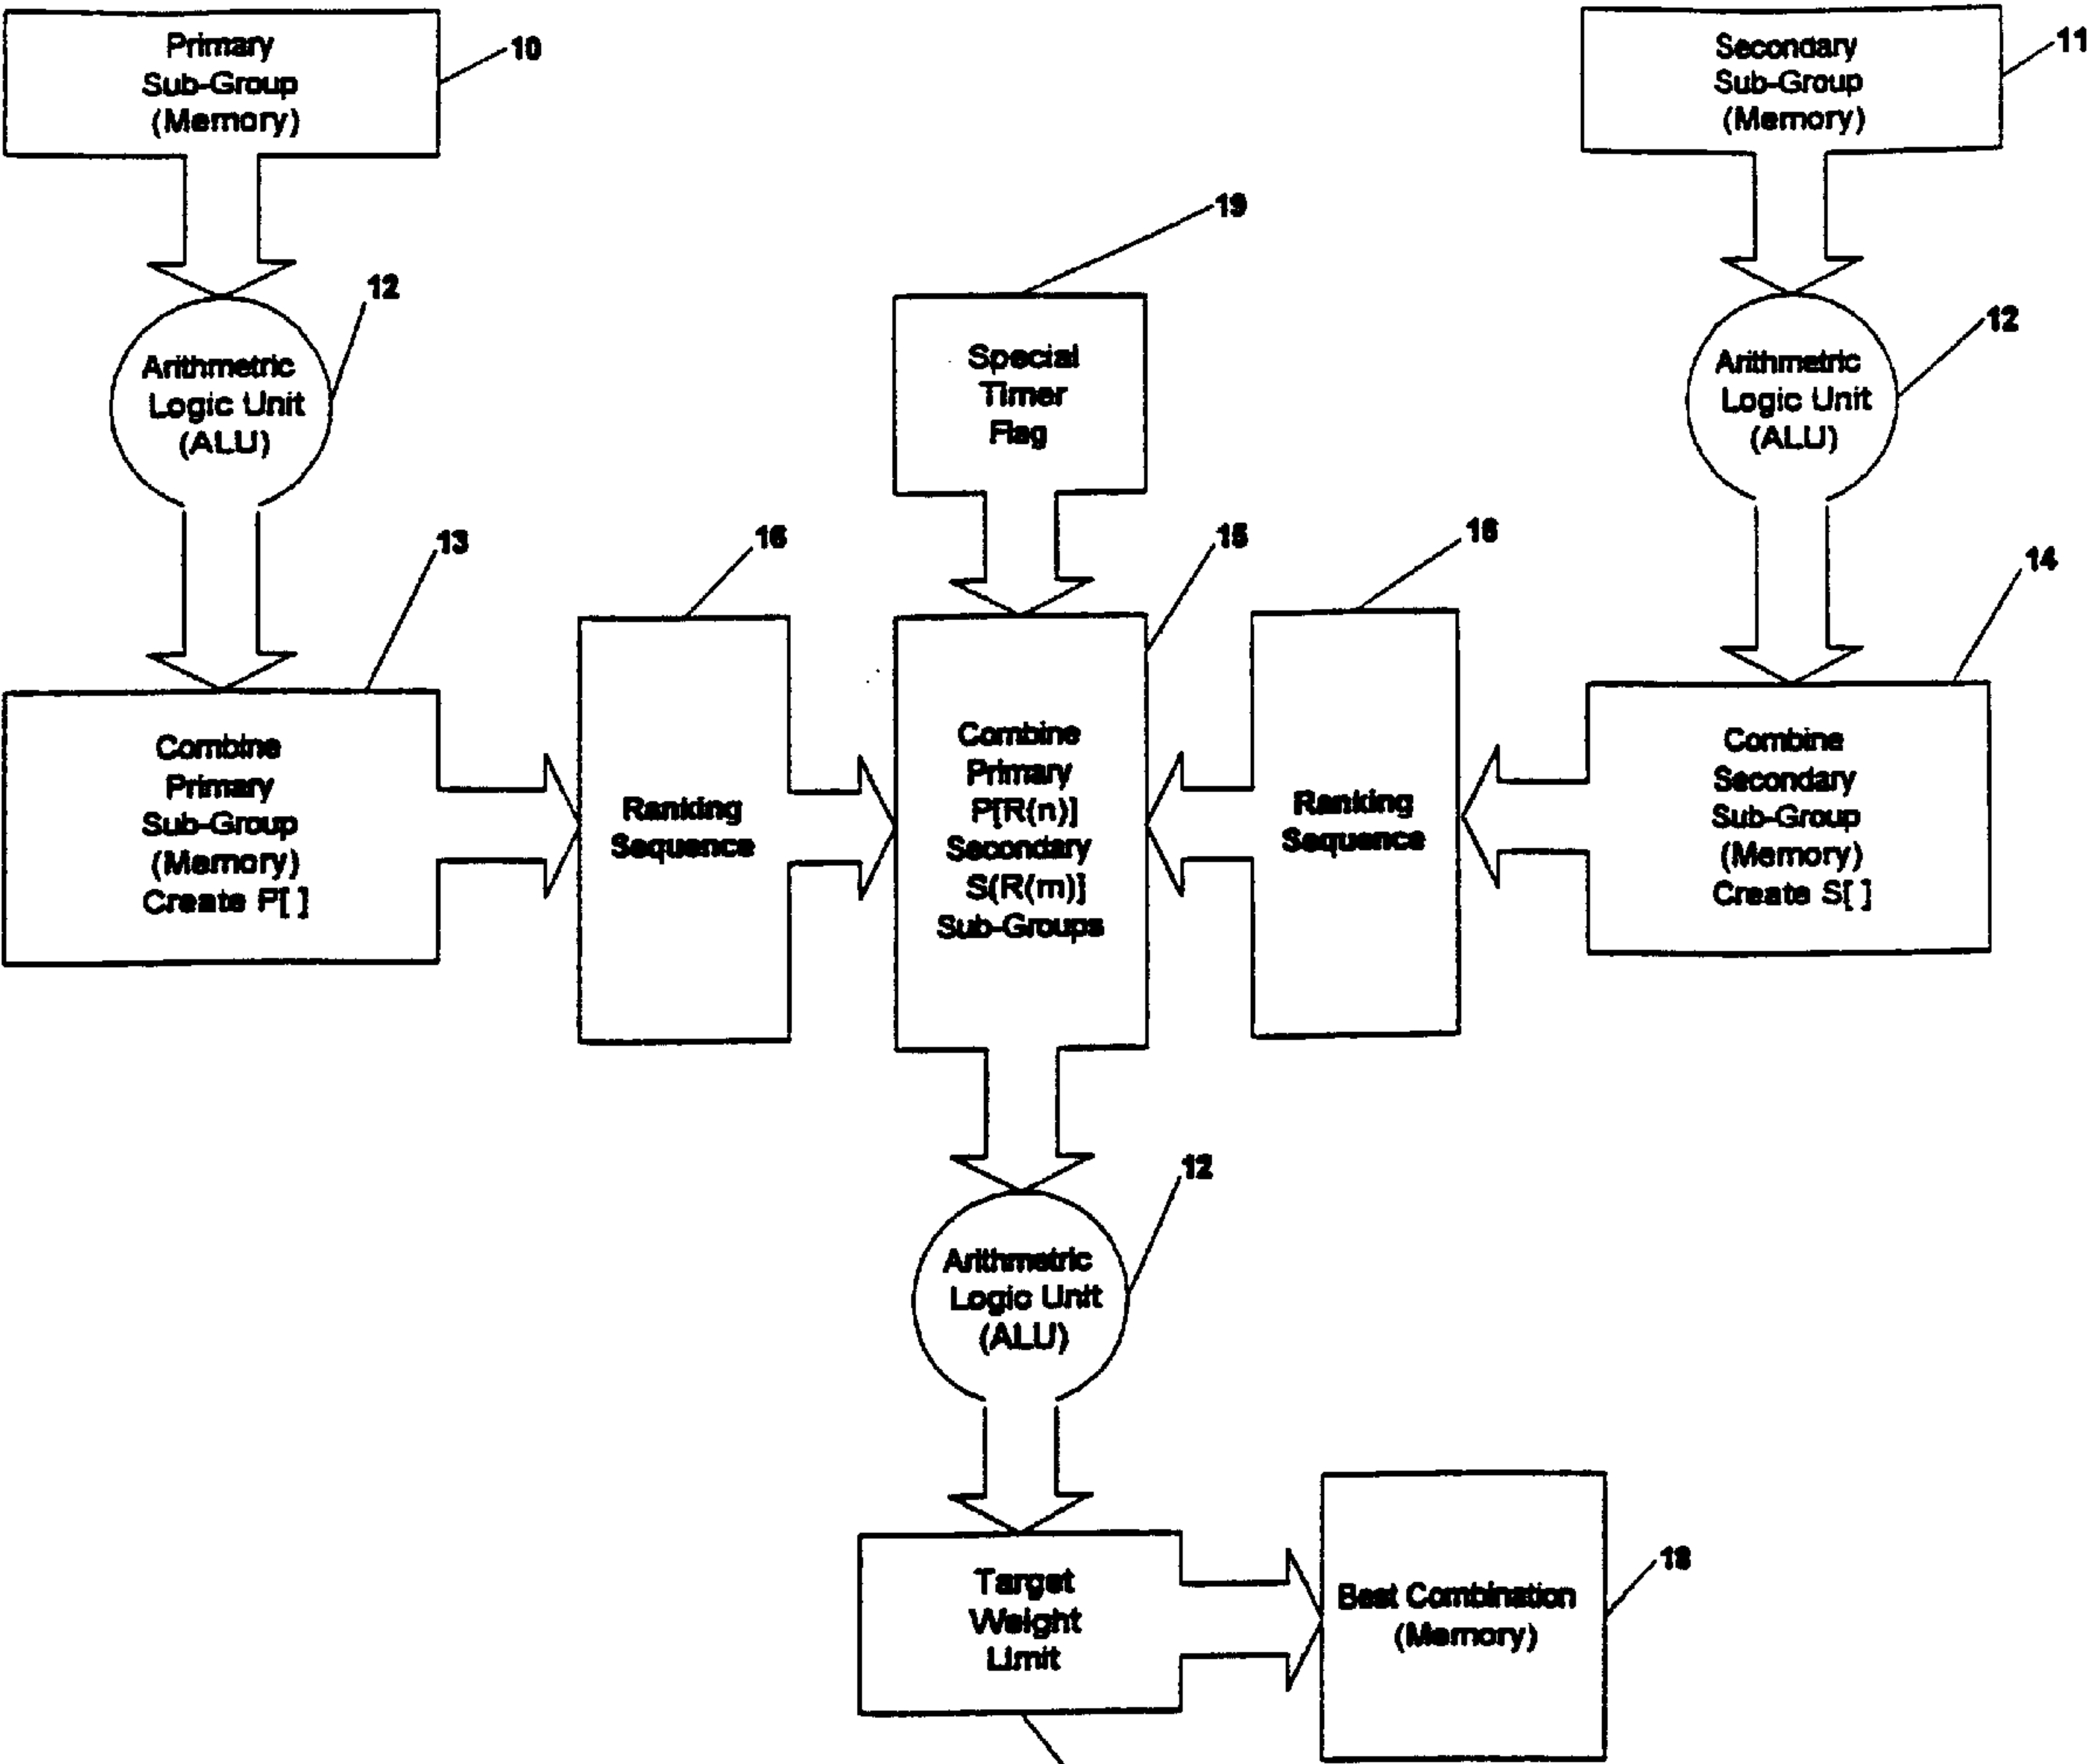 Primary
Sub-Group
(Memory)
10
Secondary
Sub-Group
(Memory)
11
19
12
Arithmetric
Logic Unit
(ALU)
Special
Timer
Flag
12
Arithmetric
Logic Unit
(ALU)
13
16
15
16
14
Combine
Primary
Sub-Group
(Memory)
Create P[ ]
Ranking
Sequence
Combine
Primary
P[R(n)]
Secondary
S(R(m)]
Sub-Groups
Ranking
Sequence
Combine
Secondary
Sub-Group
(Memory)
Create S[ ]
12
Arithmetric
Logic Unit
(ALU)
Target
Weight
Limit
Best Combination
(Memory)
18